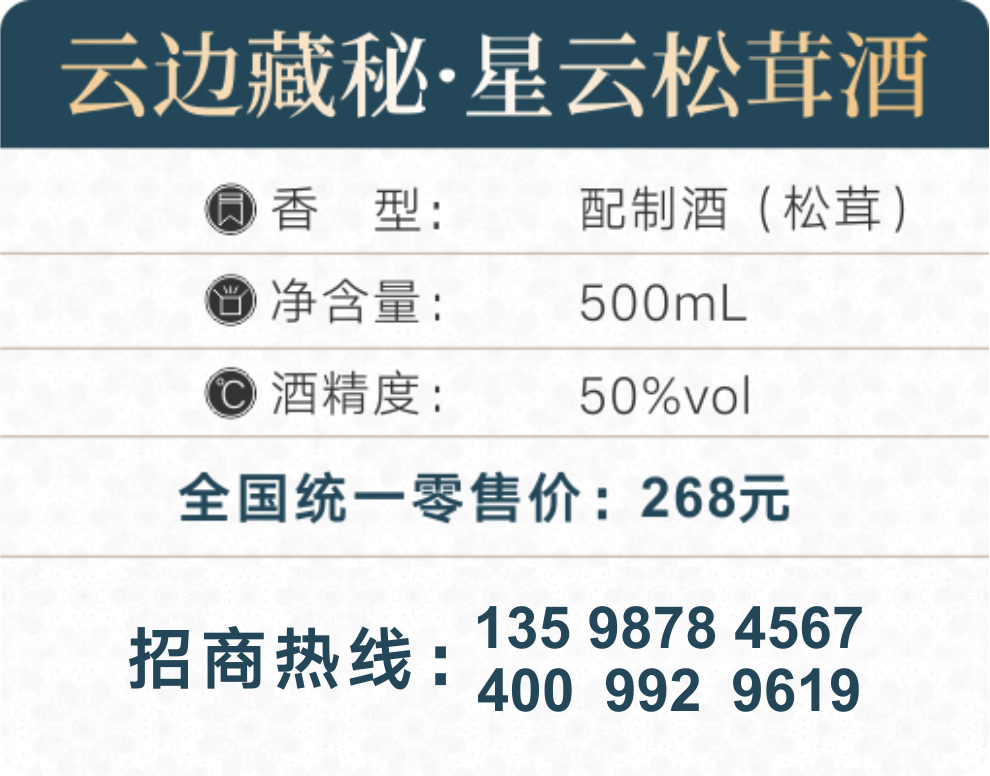 云边藏秘·星云松茸酒
香 型： 配制酒（松茸）
净含量： 500mL
℃ 酒精度： 50%vol
全国统一零售价：268元
招商热线： 135 9878 4567
400 992 9619